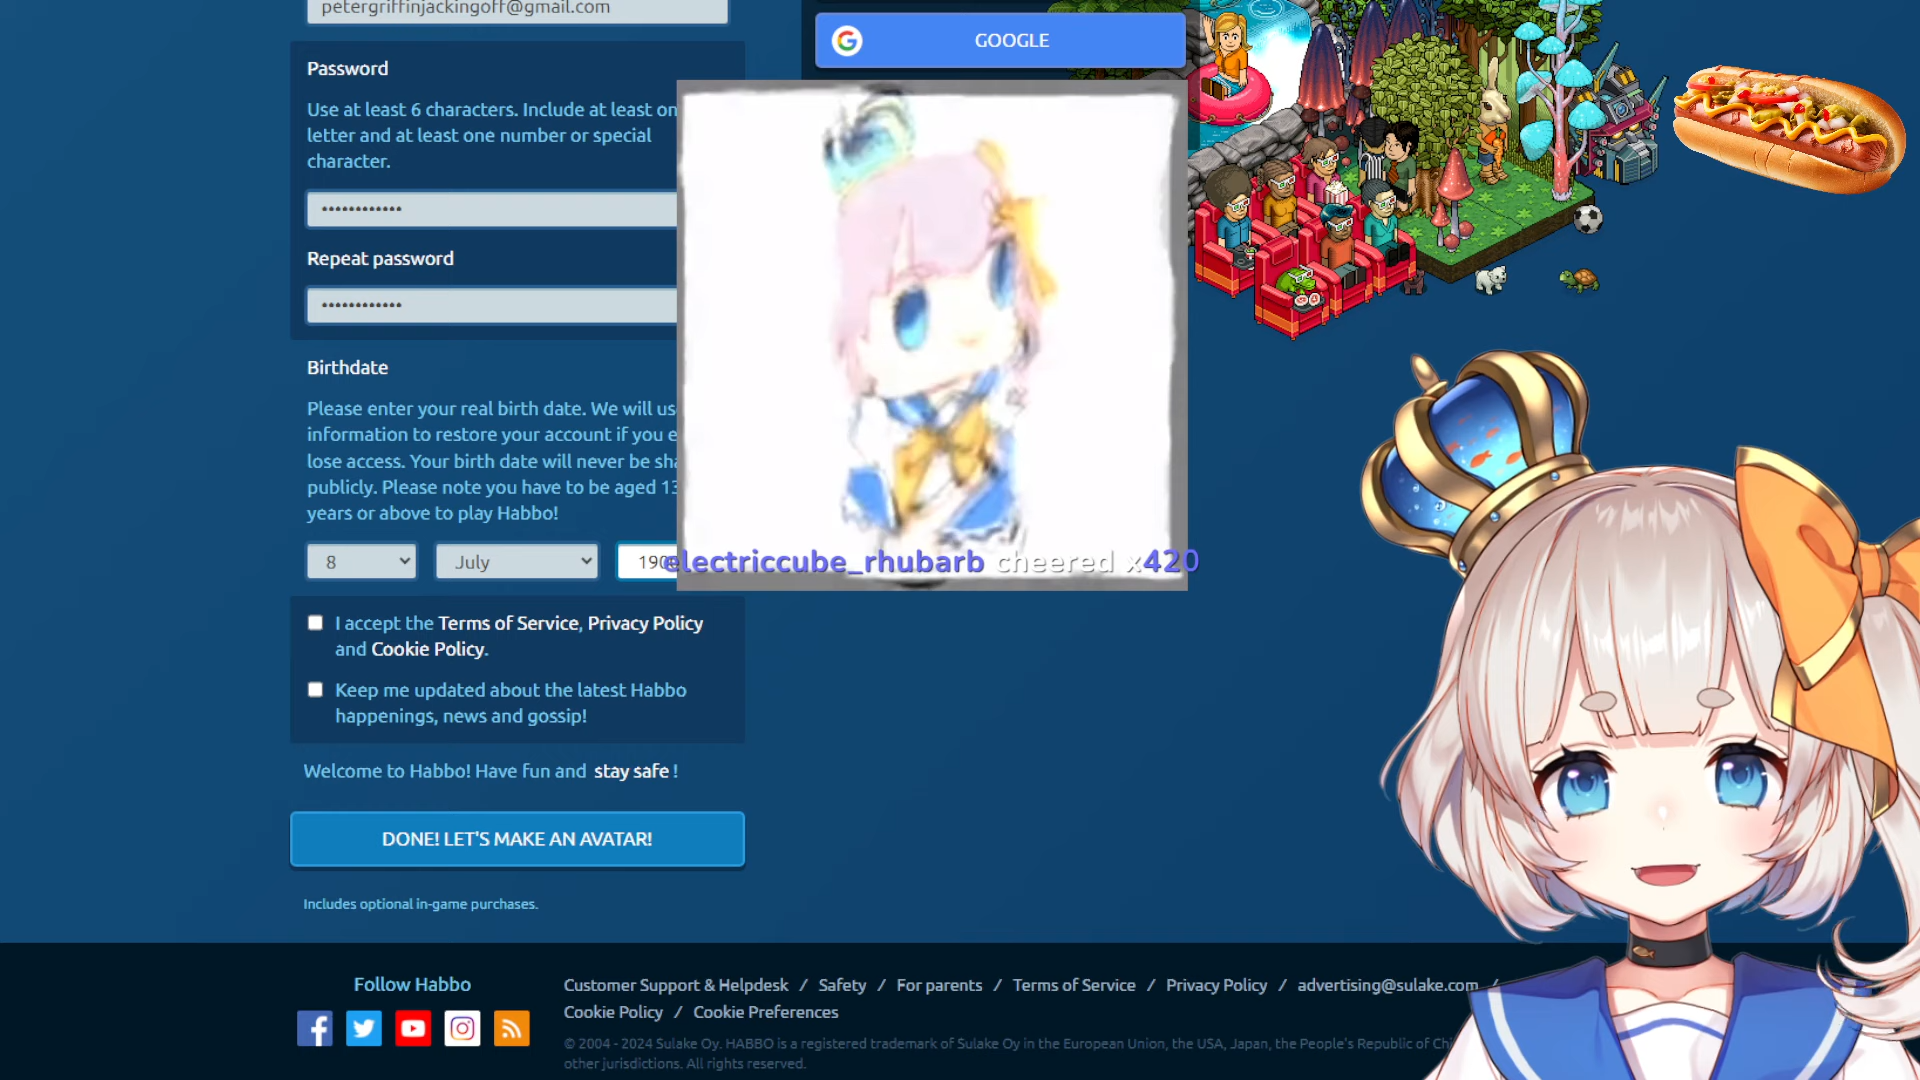 petergriffinjackingoff@gmail.com
GOOGLE
Password
Use at least 6 characters. Include at least
letter and at least one number or special
character.
••••••••••••
Repeat password
••••••••••••
Birthdate
Please enter your real birth date. We will
information to restore your account if you
lose access. Your birth date will never be
publicly. Please note you have to be aged 13
years or above to play Habbo!
8
July
electriccube_rhubarb cheered x420
I accept the Terms of Service, Privacy Policy
and Cookie Policy.
Keep me updated about the latest Habbo
happenings, news and gossip!
Welcome to Habbo! Have fun and stay safe!
DONE! LET'S MAKE AN AVATAR!
Includes optional in-game purchases.
Follow Habbo
Customer Support & Helpdesk / Safety / For parents / Terms of Service / Privacy Policy / advertising@sulake.com /
Cookie Policy / Cookie Preferences
© 2004 - 2024 Sulake Oy. HABBO is a registered trademark of Sulake Oy in the European Union, the USA, Japan, the People's Republic of
other jurisdictions. All rights reserved.